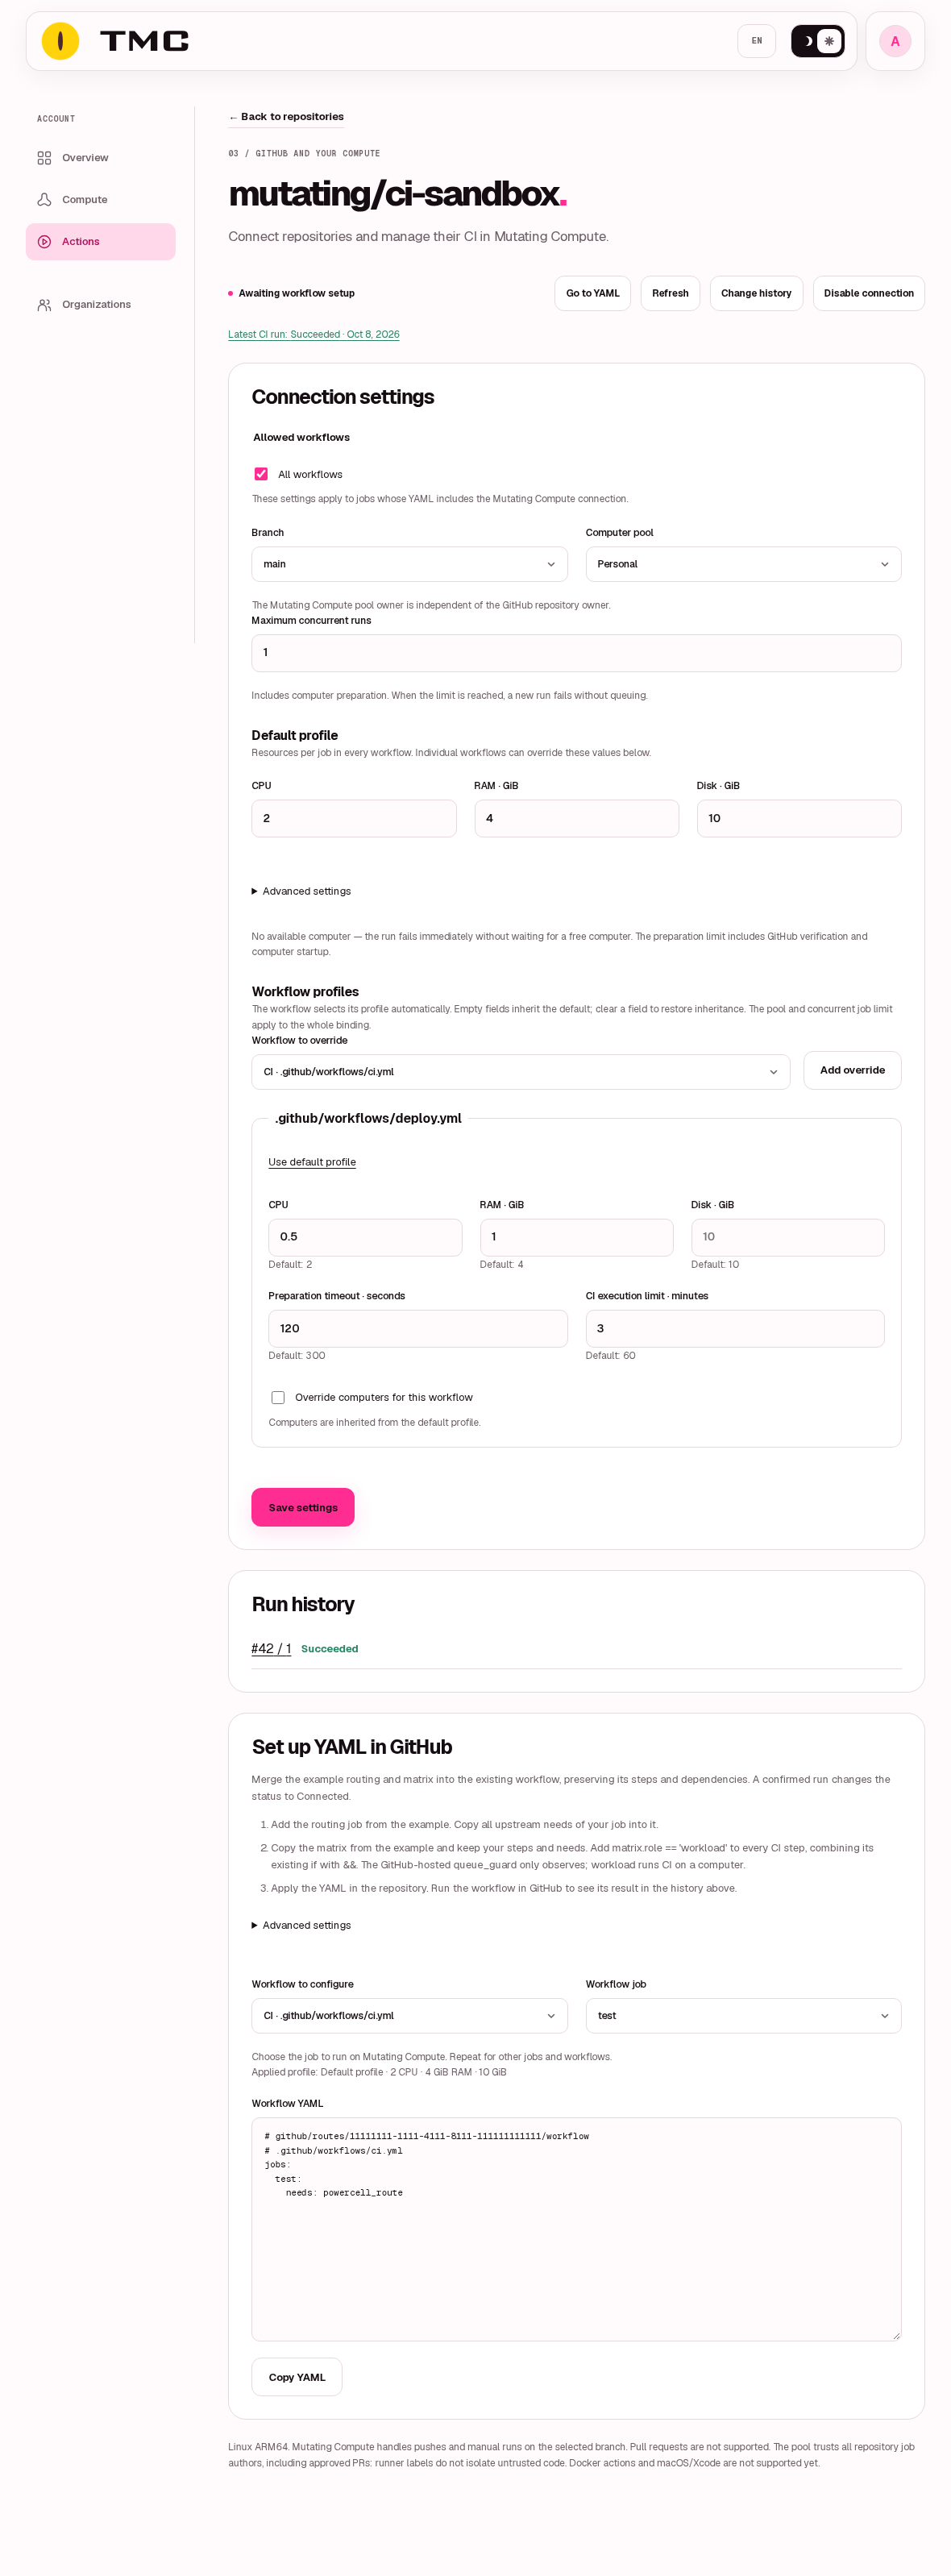 TMC
EN
A
ACCOUNT
Overview
Compute
Actions
Organizations
← Back to repositories
03 / GITHUB AND YOUR COMPUTE
mutating/ci-sandbox.
Connect repositories and manage their CI in Mutating Compute.
Awaiting workflow setup
Go to YAML
Refresh
Change history
Disable connection
Latest CI run: Succeeded · Oct 8, 2026
Connection settings
Allowed workflows
All workflows
These settings apply to jobs whose YAML includes the Mutating Compute connection.
Branch
Computer pool
main
Personal
The Mutating Compute pool owner is independent of the GitHub repository owner.
Maximum concurrent runs
1
Includes computer preparation. When the limit is reached, a new run fails without queuing.
Default profile
Resources per job in every workflow. Individual workflows can override these values below.
CPU
RAM · GiB
Disk · GiB
2
4
10
Advanced settings
No available computer — the run fails immediately without waiting for a free computer. The preparation limit includes GitHub verification and
computer startup.
Workflow profiles
The workflow selects its profile automatically. Empty fields inherit the default; clear a field to restore inheritance. The pool and concurrent job limit
apply to the whole binding.
Workflow to override
CI · .github/workflows/ci.yml
Add override
.github/workflows/deploy.yml
Use default profile
CPU
RAM · GiB
Disk · GiB
0.5
1
10
Default: 2
Default: 4
Default: 10
Preparation timeout · seconds
CI execution limit · minutes
120
3
Default: 300
Default: 60
Override computers for this workflow
Computers are inherited from the default profile.
Save settings
Run history
#42 / 1
Succeeded
Set up YAML in GitHub
Merge the example routing and matrix into the existing workflow, preserving its steps and dependencies. A confirmed run changes the
status to Connected.
1. Add the routing job from the example. Copy all upstream needs of your job into it.
2. Copy the matrix from the example and keep your steps and needs. Add matrix.role == 'workload' to every CI step, combining its
existing if with &&. The GitHub-hosted queue_guard only observes; workload runs CI on a computer.
3. Apply the YAML in the repository. Run the workflow in GitHub to see its result in the history above.
Advanced settings
Workflow to configure
Workflow job
CI · .github/workflows/ci.yml
test
Choose the job to run on Mutating Compute. Repeat for other jobs and workflows.
Applied profile: Default profile · 2 CPU · 4 GiB RAM · 10 GiB
Workflow YAML
# github/routes/11111111-1111-4111-8111-111111111111/workflow
# .github/workflows/ci.yml
jobs:
  test:
    needs: powercell_route
Copy YAML
Linux ARM64. Mutating Compute handles pushes and manual runs on the selected branch. Pull requests are not supported. The pool trusts all repository job
authors, including approved PRs: runner labels do not isolate untrusted code. Docker actions and macOS/Xcode are not supported yet.